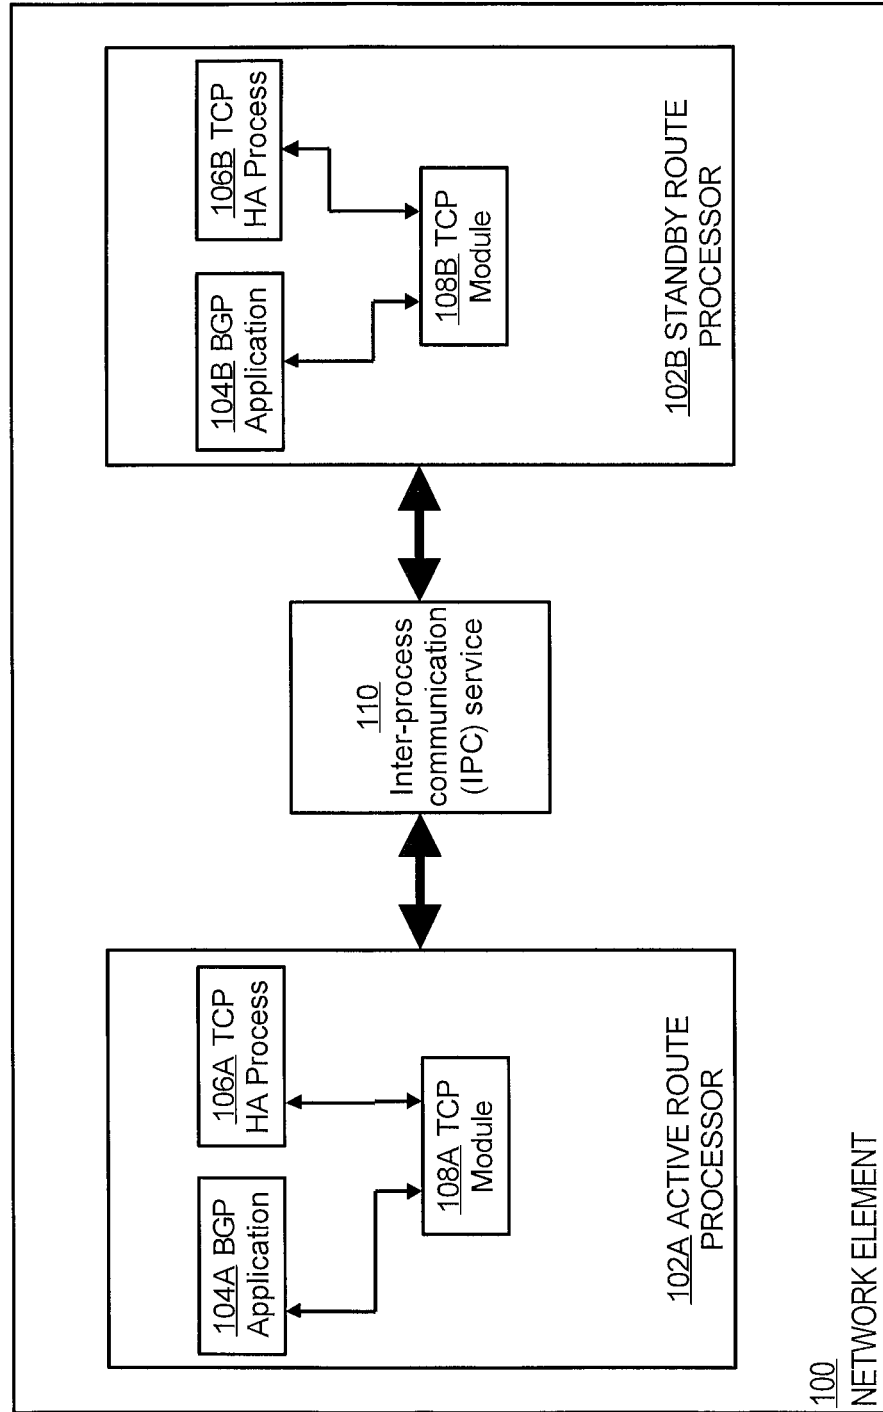 104A BGP
Application
106A TCP
HA Process
108A TCP
Module
102A ACTIVE ROUTE
PROCESSOR
110
Inter-process
communication
(IPC) service
104B BGP
Application
106B TCP
HA Process
108B TCP
Module
102B STANDBY ROUTE
PROCESSOR
100
NETWORK ELEMENT